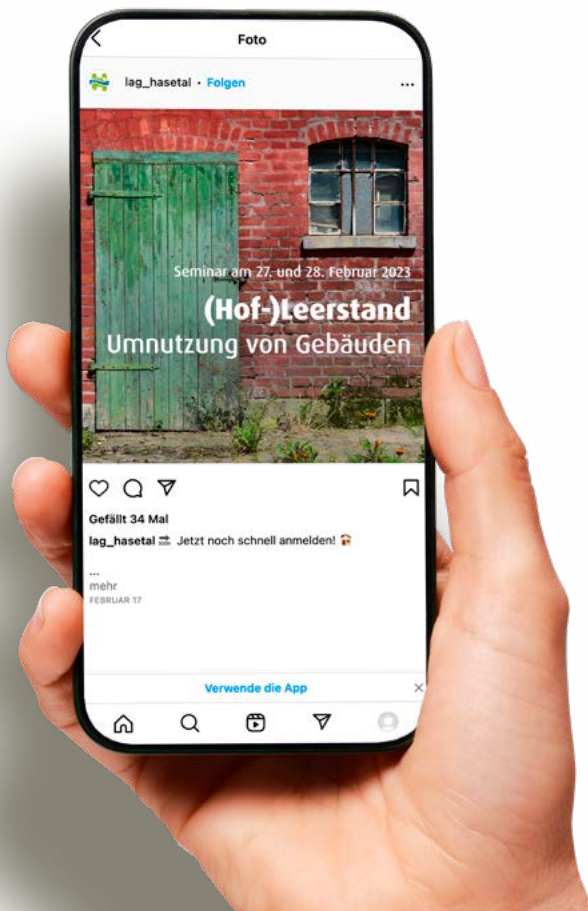 Foto
lag_hasetal • Folgen
Seminar am 27. und 28. Februar 2023
(Hof-)Leerstand
Umnutzung von Gebäuden
Gefällt 34 Mal
lag_hasetal 🔜 Jetzt noch schnell anmelden! 🏠
...
mehr
FEBRUAR 17
Verwende die App